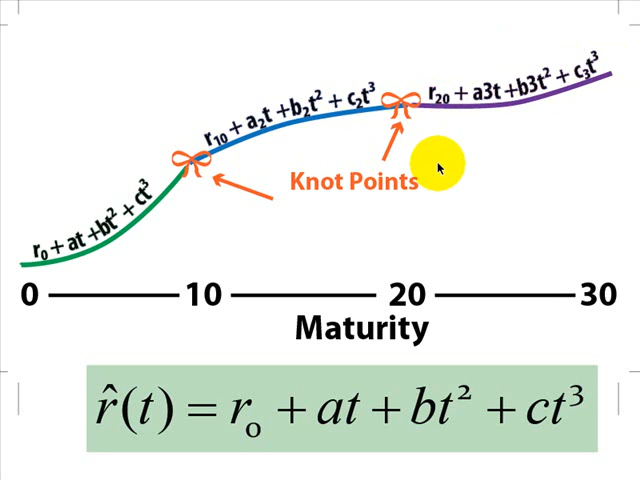 r₂₀ + a3t +b3t² + c₃t³
r₁₀ + a₂t +b₂t² + c₂t³
Knot Points
r₀ + at +bt² + ct³
0 10 20 30
Maturity
r̂(t) = r₀ + at + bt² + ct³